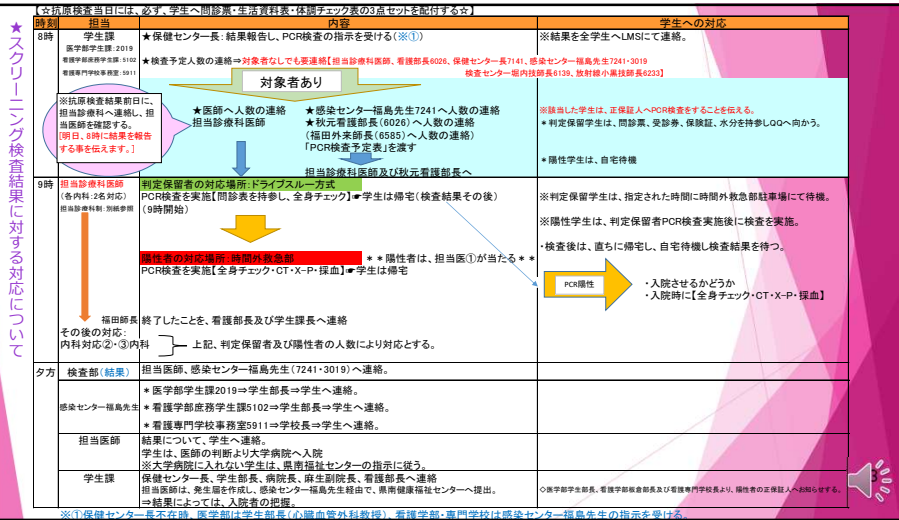 【☆抗原検査当日には、必ず、学生へ問診票・生活資料表・体調チェック表の3点セットを配付する☆】
★スクリーニング検査結果に対する対応について
時刻 担当 内容 学生への対応
8時 学生課
医学部学生課:2019
看護学部庶務学生課:5102
看護専門学校事務室:5911
★保健センター長:結果報告し、PCR検査の指示を受ける(※①)
★検査予定人数の連絡⇒対象者なしでも要連絡【担当診療科医師、看護部長6026、保健センター長7141、感染センター福島先生7241・3019
検査センター堀内技師長6139、放射線小黒技師長6233】
※結果を全学生へLMSにて連絡。
対象者あり
※抗原検査結果前日に、
担当診療科へ連絡し、担
当医師を確認する。
[明日、8時に結果を報告
する事を伝えます。]
★医師へ人数の連絡
担当診療科医師
★感染センター福島先生7241へ人数の連絡
★秋元看護部長(6026)へ人数の連絡
(福田外来師長(6585)へ人数の連絡)
「PCR検査予定表」を渡す
担当診療科医師及び秋元看護部長へ
※該当した学生は、正保証人へPCR検査をすることを伝える。
*判定保留学生は、問診票、受診券、保険証、水分を持参しQQへ向かう。
*陽性学生は、自宅待機
9時 担当診療科医師
(各内科:2名対応)
担当診療科制:別紙参照
判定保留者の対応場所:ドライブスルー方式
PCR検査を実施【問診表を持参し、全身チェック】☛学生は帰宅(検査結果その後)
(9時開始)
陽性者の対応場所:時間外救急部 **陽性者は、担当医①が当たる**
PCR検査を実施【全身チェック・CT・X-P・採血】☛学生は帰宅
※判定保留学生は、指定された時間に時間外救急部駐車場にて待機。
※陽性学生は、判定保留者PCR検査実施後に検査を実施。
・検査後は、直ちに帰宅し、自宅待機し検査結果を待つ。
PCR陽性
・入院させるかどうか
・入院時に【全身チェック・CT・X-P・採血】
福田師長 終了したことを、看護部長及び学生課長へ連絡
その後の対応:
内科対応②・③内科 上記、判定保留者及び陽性者の人数により対応とする。
夕方 検査部(結果) 担当医師、感染センター福島先生(7241・3019)へ連絡。
感染センター福島先生
*医学部学生課2019⇒学生部長⇒学生へ連絡。
*看護学部庶務学生課5102⇒学生部長⇒学生へ連絡。
*看護専門学校事務室5911⇒学校長⇒学生へ連絡。
担当医師 結果について、学生へ連絡。
学生は、医師の判断より大学病院へ入院
※大学病院に入れない学生は、県南福祉センターの指示に従う。
学生課 保健センター長、学生部長、病院長、麻生副院長、看護部長へ連絡
担当医師は、発生届を作成し、感染センター福島先生経由で、県南健康福祉センターへ提出。
⇒結果によっては、入院者の把握。
◇医学部学生部長、看護学部板倉部長及び看護専門学校長より、陽性者の正保証人へお知らせする。
※①保健センター長不在時、医学部は学生部長(心臓血管外科教授)、看護学部・専門学校は感染センター福島先生の指示を受ける。
3